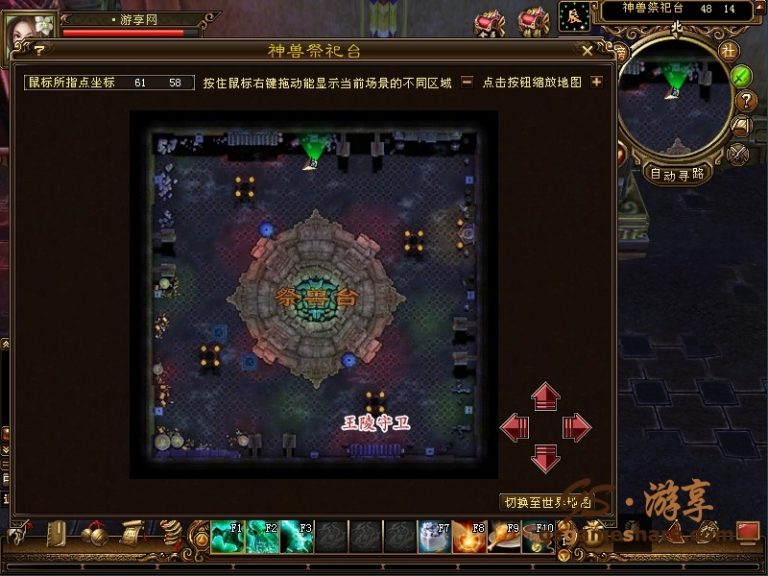 ·游享网
辰
神兽祭祀台 48 14
北
?
神兽祭祀台
×
鼠标所指点坐标 61 58 按住鼠标右键拖动能显示当前场景的不同区域 点击按钮缩放地图
社
?
自动寻路
祭兽台
王陵守卫
切换至世界地图
·游享
F1 F2 F3 F7 F8 F9 F10